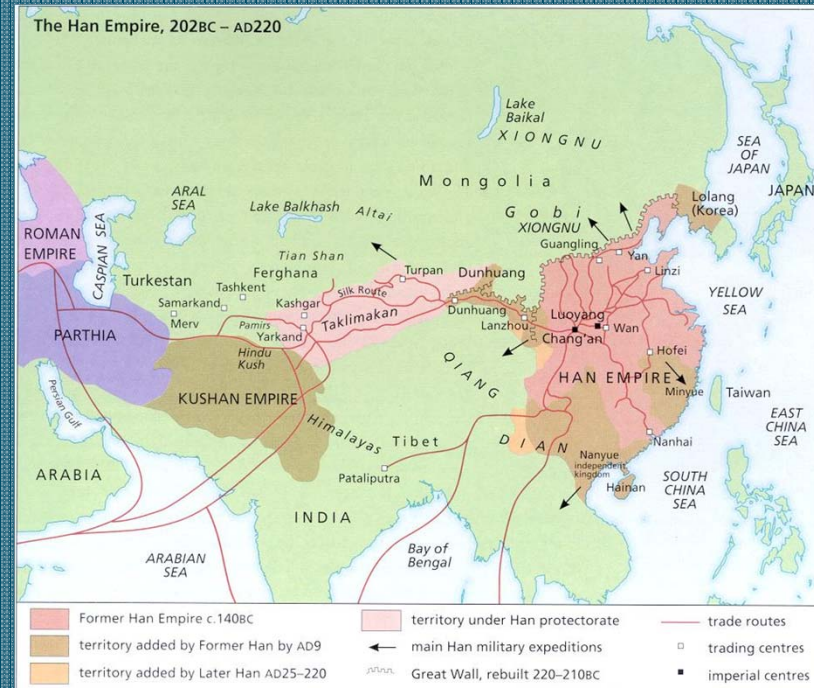 The Han Empire, 202BC – AD220
Lake
Baikal
XIONGNU
SEA
OF
JAPAN
JAPAN
Mongolia
ARAL
SEA
Lake Balkhash
Altai
Gobi
XIONGNU
Lolang
(Korea)
ROMAN
EMPIRE
CASPIAN SEA
Guangling
Yan
Tian Shan
Turkestan
Ferghana
Turpan
Dunhuang
Linzi
Tashkent
Silk Route
YELLOW
SEA
Samarkand
Kashgar
Dunhuang
Luoyang
Merv
Taklimakan
Lanzhou
Wan
PARTHIA
Pamirs
Yarkand
Chang'an
Hindu
Kush
Hofei
QIANG
HAN EMPIRE
Persian Gulf
KUSHAN EMPIRE
Minyue
Taiwan
Himalayas
EAST
CHINA
SEA
Tibet
DIAN
Nanhai
ARABIA
Pataliputra
Nanyue
independent
kingdom
Hainan
SOUTH
CHINA
SEA
INDIA
ARABIAN
SEA
Bay of
Bengal
Former Han Empire c.140BC
territory added by Former Han by AD9
territory added by Later Han AD25–220
territory under Han protectorate
main Han military expeditions
Great Wall, rebuilt 220–210BC
trade routes
trading centres
imperial centres